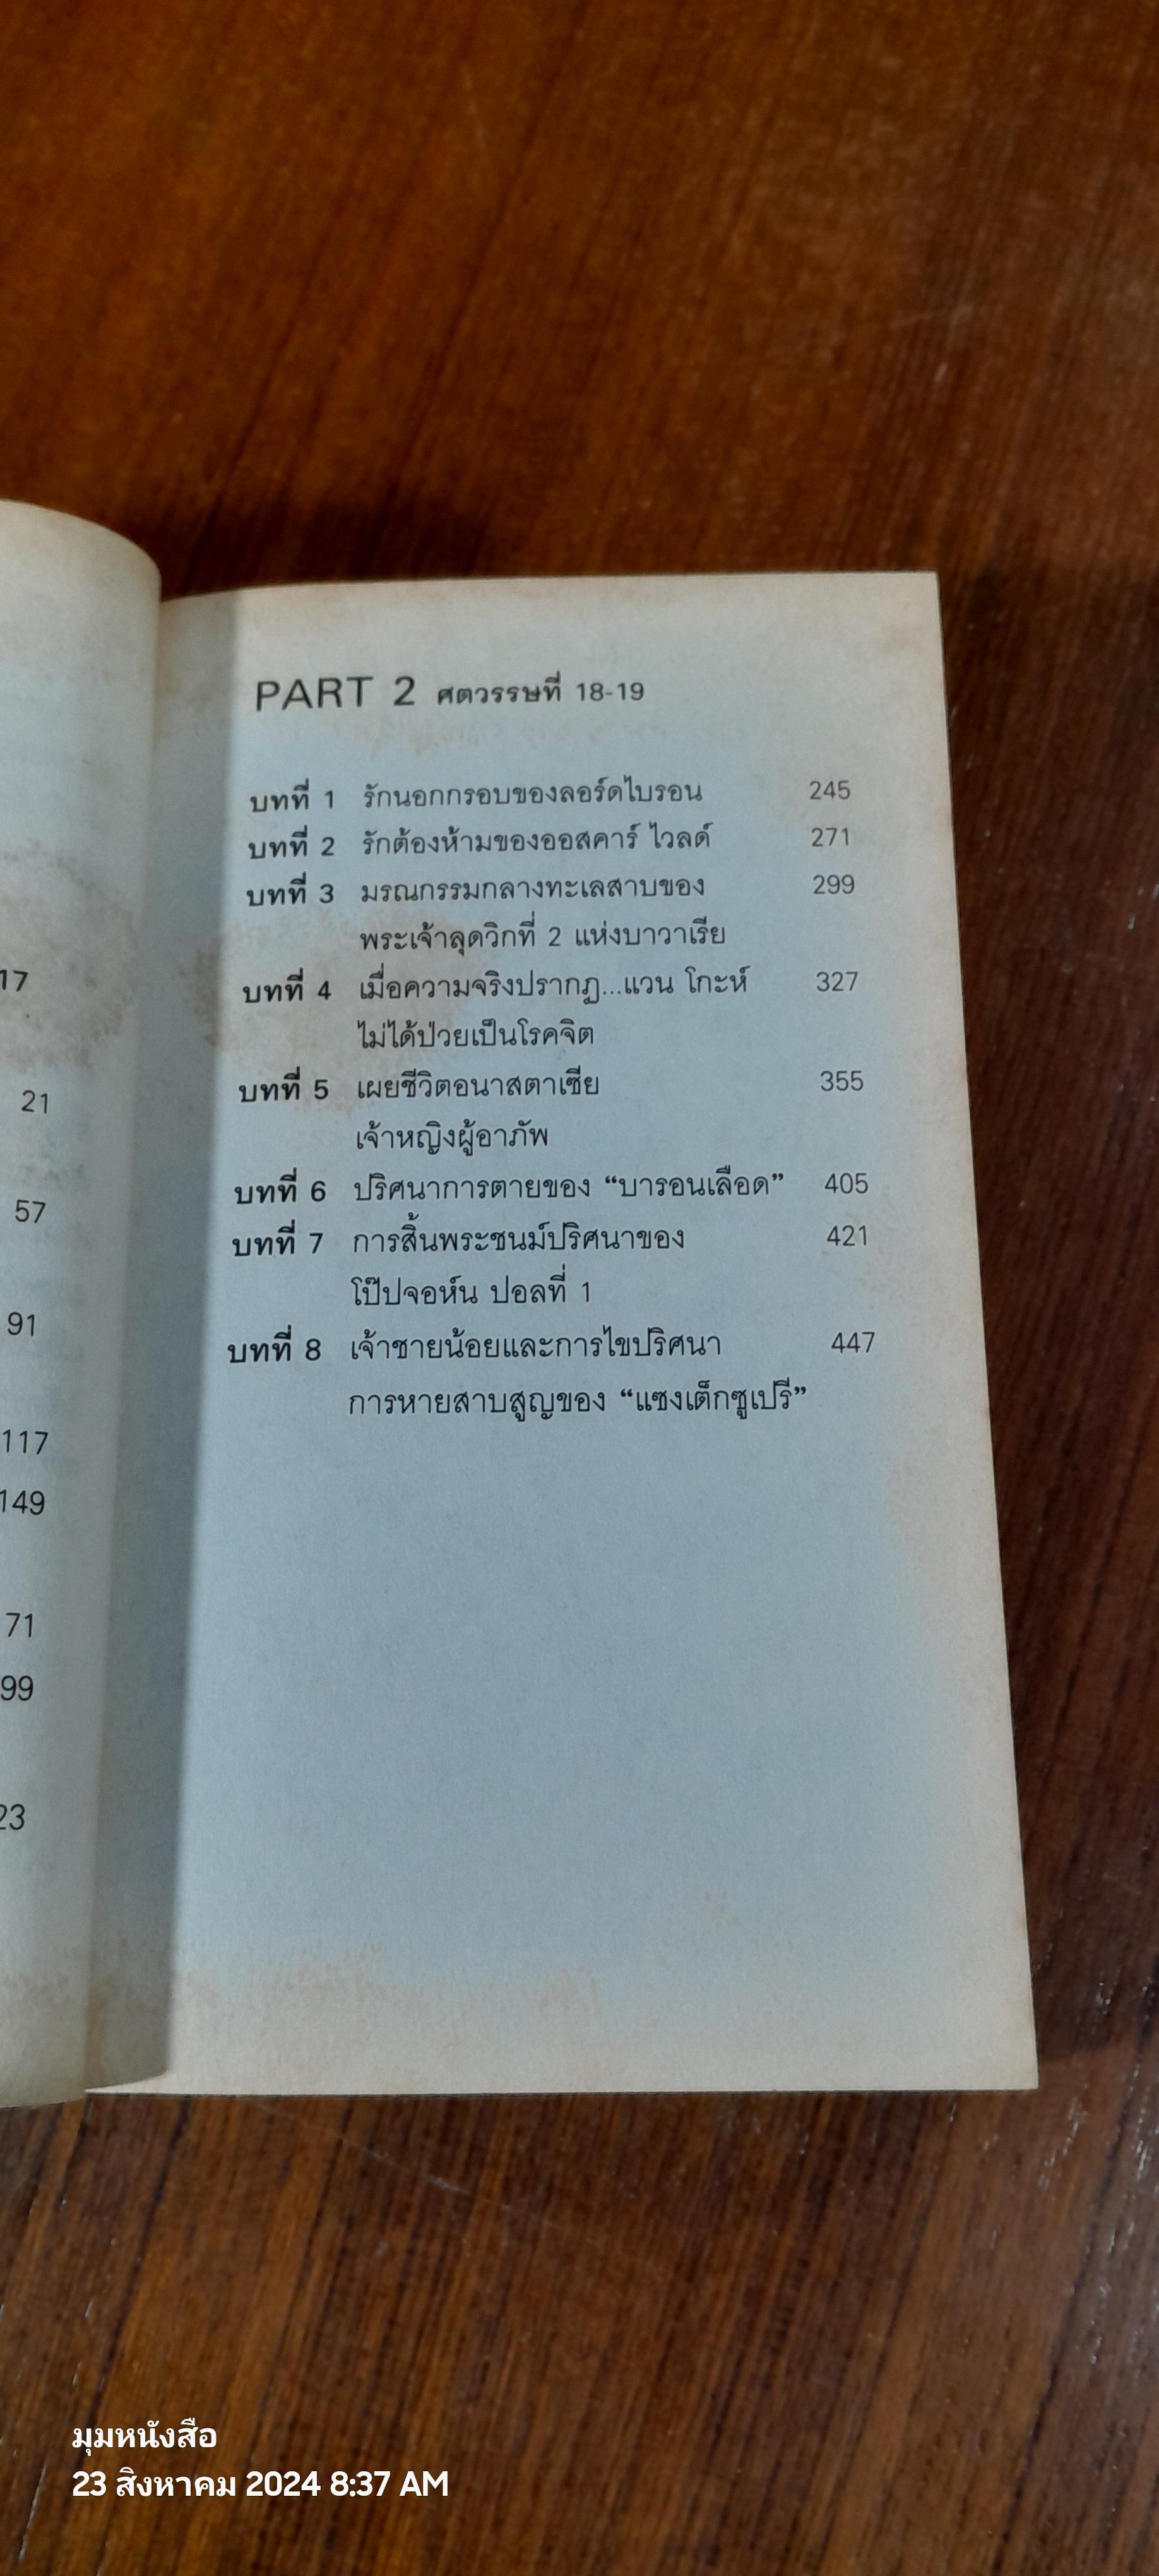 17
21
57
91
117
149
71
99
23
PART 2 ศตวรรษที่ 18-19
บทที่ 1 รักนอกกรอบของลอร์ดไบรอน 245
บทที่ 2 รักต้องห้ามของออสคาร์ ไวลด์ 271
บทที่ 3 มรณกรรมกลางทะเลสาบของ 299
พระเจ้าลุดวิกที่ 2 แห่งบาวาเรีย
บทที่ 4 เมื่อความจริงปรากฏ...แวน โกะห์ 327
ไม่ได้ป่วยเป็นโรคจิต
บทที่ 5 เผยชีวิตอนาสตาเซีย 355
เจ้าหญิงผู้อาภัพ
บทที่ 6 ปริศนาการตายของ “บารอนเลือด” 405
บทที่ 7 การสิ้นพระชนม์ปริศนาของ 421
โป๊ปจอห์น ปอลที่ 1
บทที่ 8 เจ้าชายน้อยและการไขปริศนา 447
การหายสาบสูญของ “แซงเต็กซูเปรี”
มุมหนังสือ
23 สิงหาคม 2024 8:37 AM